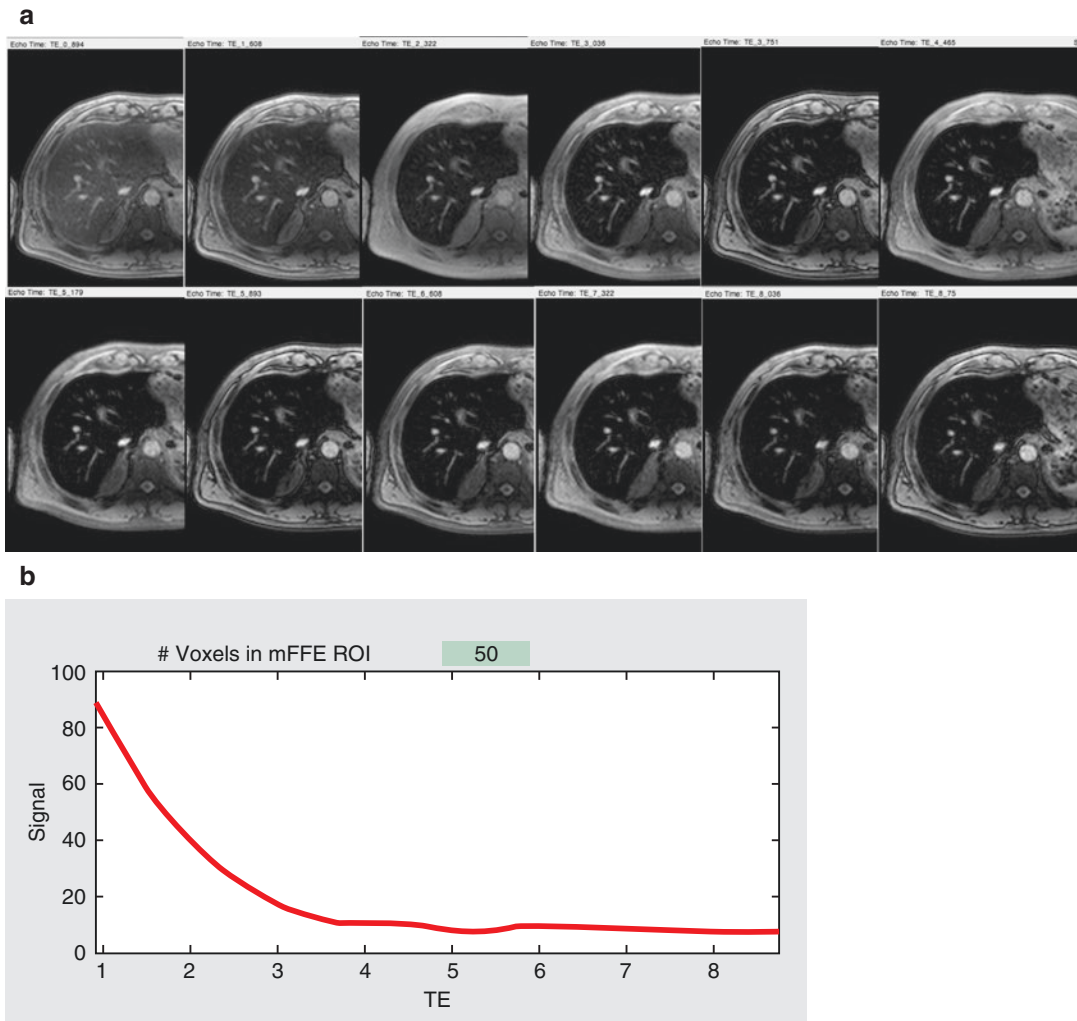 a
Echo Time: TE_0_894
Echo Time: TE_1_608
Echo Time: TE_2_322
Echo Time: TE_3_036
Echo Time: TE_3_751
Echo Time: TE_4_465
S
Echo Time: TE_5_179
Echo Time: TE_5_893
Echo Time: TE_6_608
Echo Time: TE_7_322
Echo Time: TE_8_036
Echo Time: TE_8_75
b
# Voxels in mFFE ROI 50
100
80
60
40
20
0
Signal
1 2 3 4 5 6 7 8
TE